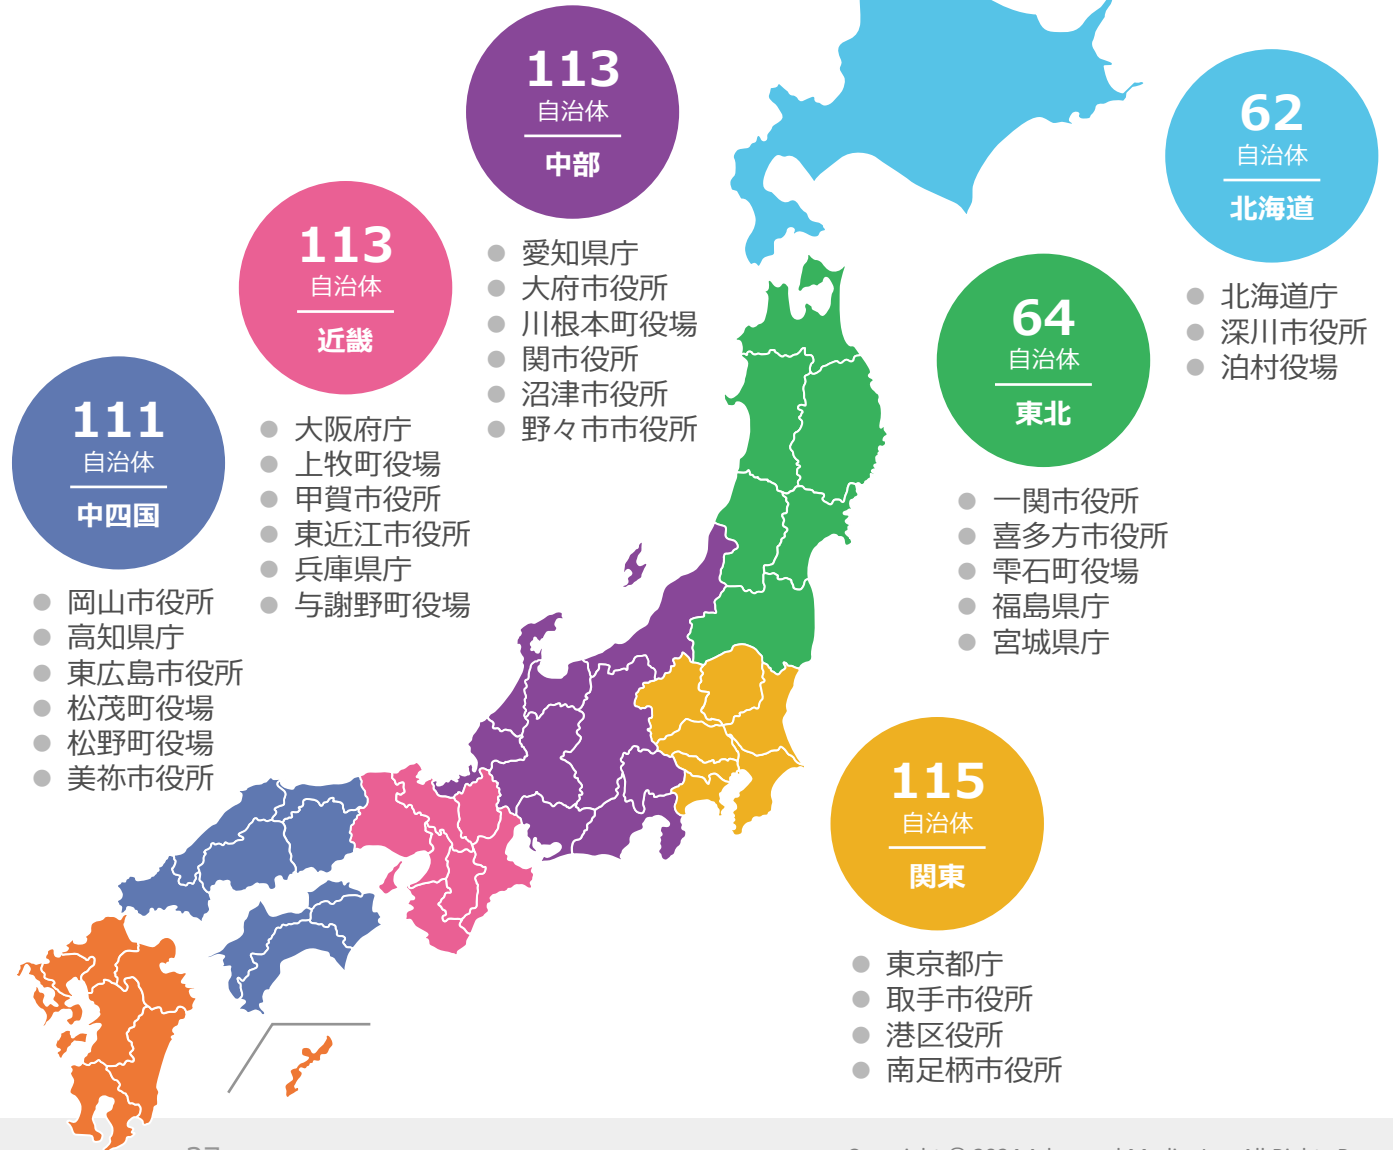 113
自治体
中部
愛知県庁
大府市役所
川根本町役場
関市役所
沼津市役所
野々市市役所
62
自治体
北海道
北海道庁
深川市役所
泊村役場
113
自治体
近畿
大阪府庁
上牧町役場
甲賀市役所
東近江市役所
兵庫県庁
与謝野町役場
64
自治体
東北
一関市役所
喜多方市役所
雫石町役場
福島県庁
宮城県庁
111
自治体
中四国
岡山市役所
高知県庁
東広島市役所
松茂町役場
松野町役場
美祢市役所
115
自治体
関東
東京都庁
取手市役所
港区役所
南足柄市役所